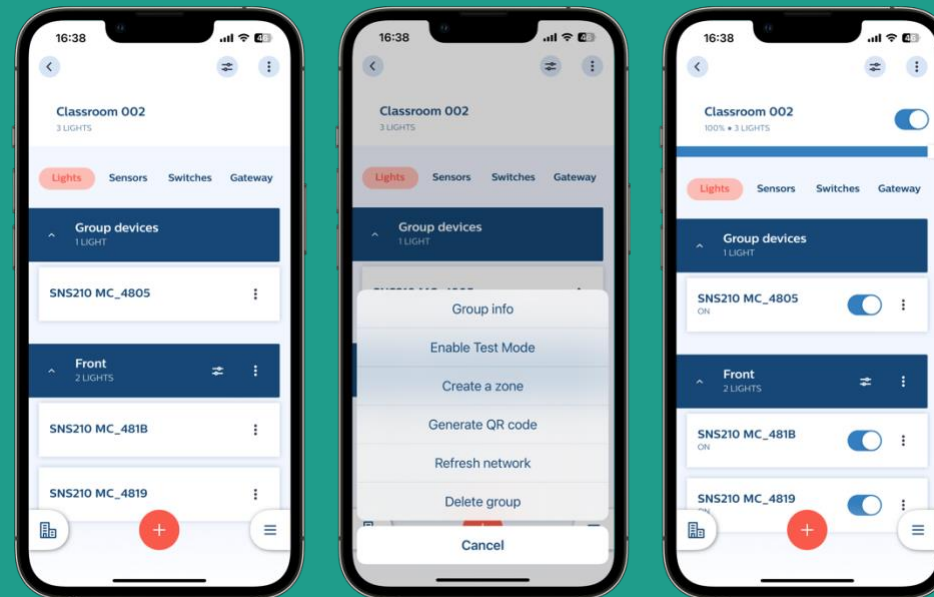 16:38
46
Classroom 002
3 LIGHTS
Lights Sensors Switches Gateway
Group devices
1 LIGHT
SNS210 MC_4805
Front
2 LIGHTS
SNS210 MC_481B
SNS210 MC_4819
16:38
46
Classroom 002
3 LIGHTS
Lights Sensors Switches Gateway
Group devices
1 LIGHT
Group info
Enable Test Mode
Create a zone
Generate QR code
Refresh network
Delete group
Cancel
16:38
46
Classroom 002
100% • 3 LIGHTS
Lights Sensors Switches Gateway
Group devices
1 LIGHT
SNS210 MC_4805
ON
Front
2 LIGHTS
SNS210 MC_481B
ON
SNS210 MC_4819
ON